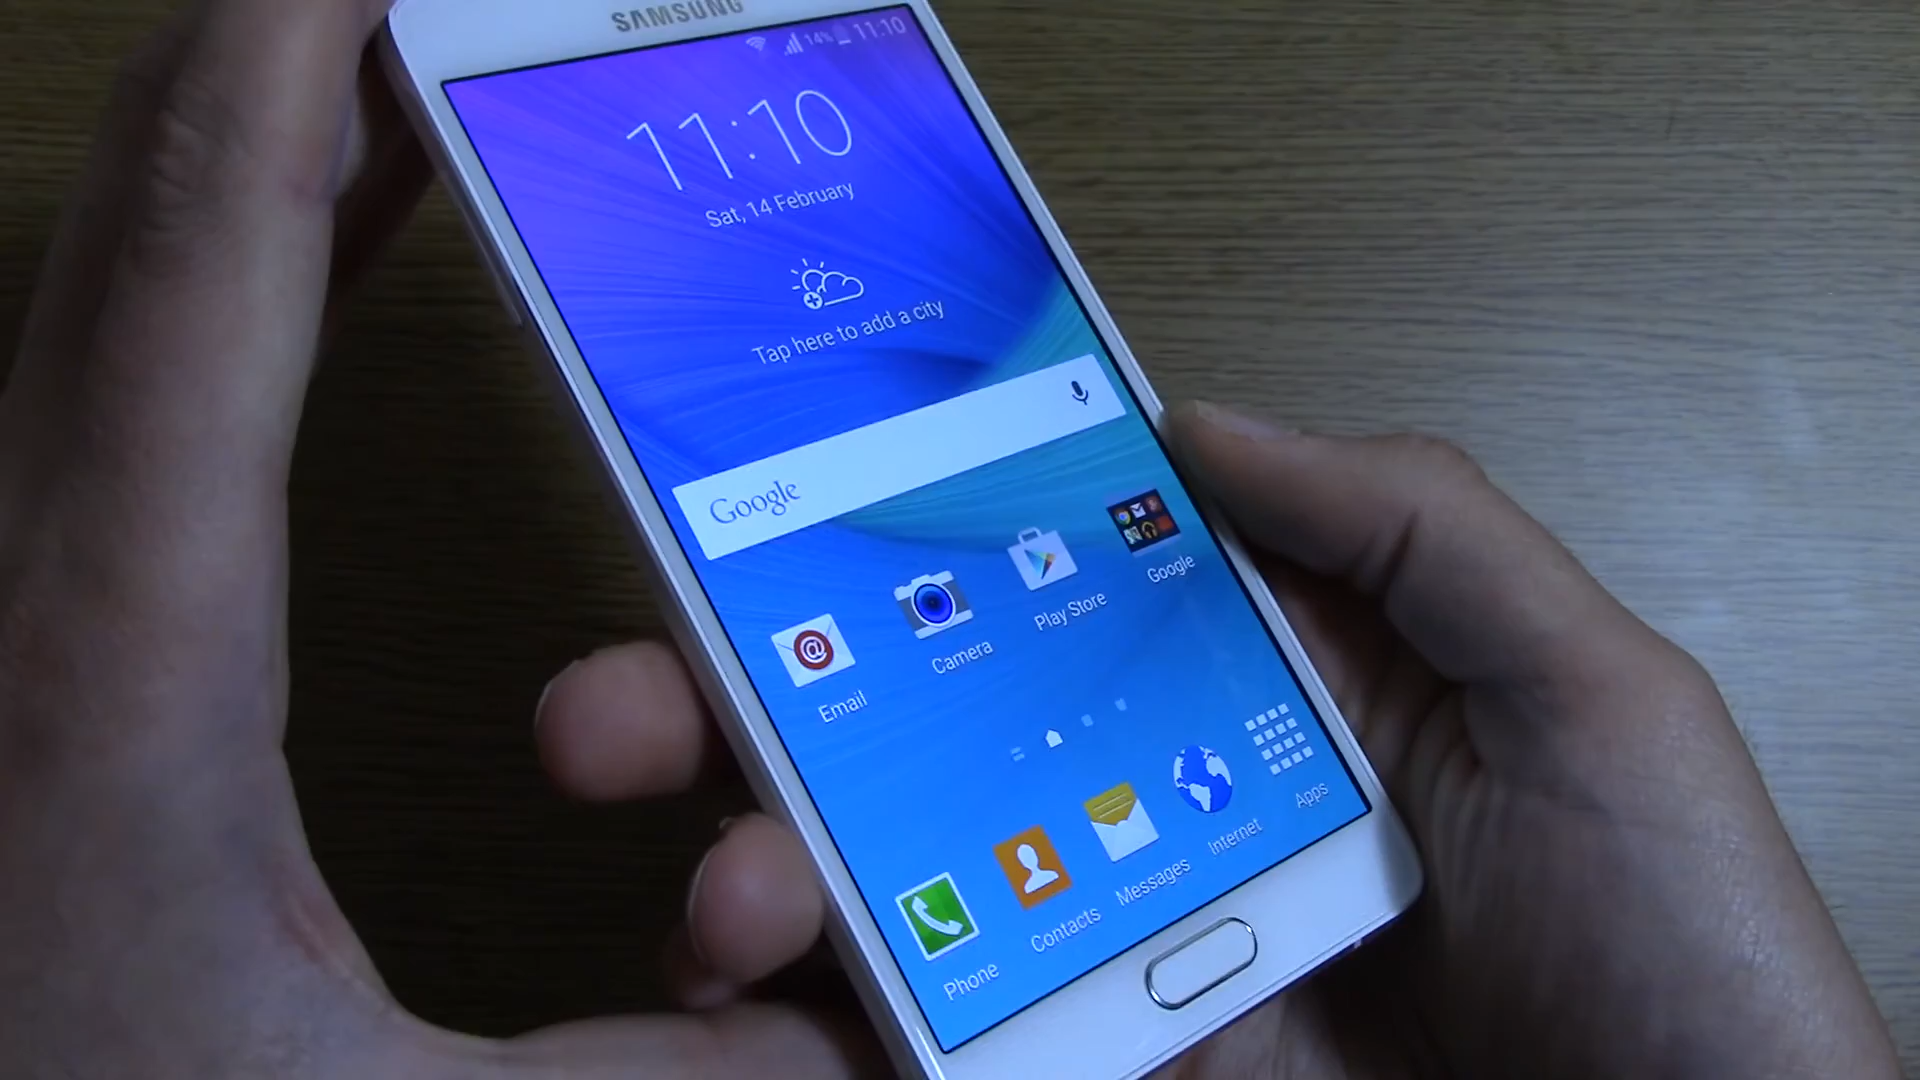 SAMSUNG
14% 11:10
11:10
Sat, 14 February
Tap here to add a city
Google
Email
Camera
Play Store
Google
Phone
Contacts
Messages
Internet
Apps